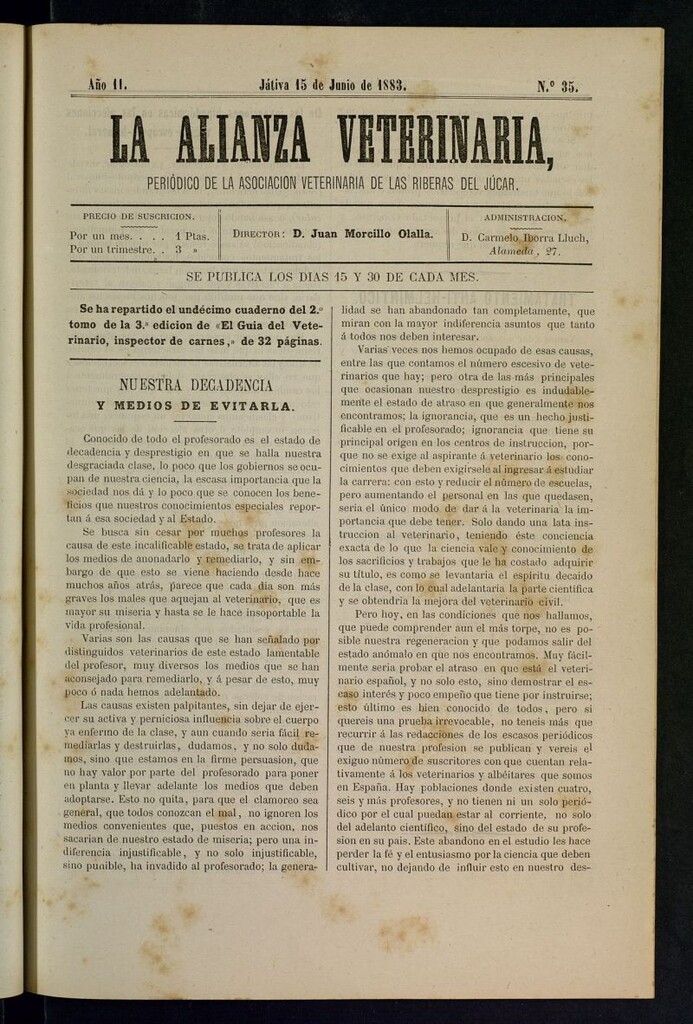 Año II.
Játiva 15 de Junio de 1883.
N.º 35.
LA ALIANZA VETERINARIA,
PERIÓDICO DE LA ASOCIACION VETERINARIA DE LAS RIBERAS DEL JÚCAR.
PRECIO DE SUSCRICION.
Por un mes. . . . 1 Ptas.
Por un trimestre. . 3 »
DIRECTOR: D. Juan Morcillo Olalla.
ADMINISTRACION.
D. Carmelo Iborra Lluch,
Alameda, 27.
SE PUBLICA LOS DIAS 15 Y 30 DE CADA MES.
Se ha repartido el undécimo cuaderno del 2.º
tomo de la 3.ª edicion de «El Guia del Vete-
rinario, inspector de carnes,» de 32 páginas.
NUESTRA DECADENCIA
Y MEDIOS DE EVITARLA.
Conocido de todo el profesorado es el estado de
decadencia y desprestigio en que se halla nuestra
desgraciada clase, lo poco que los gobiernos se ocu-
pan de nuestra ciencia, la escasa importancia que la
sociedad nos dá y lo poco que se conocen los bene-
ficios que nuestros conocimientos especiales repor-
tan á esa sociedad y al Estado.
Se busca sin cesar por muchos profesores la
causa de este incalificable estado, se trata de aplicar
los medios de anonadarlo y remediarlo, y sin em-
bargo de que esto se viene haciendo desde hace
muchos años atrás, parece que cada dia son más
graves los males que aquejan al veterinario, que es
mayor su miseria y hasta se le hace insoportable la
vida profesional.
Varias son las causas que se han señalado por
distinguidos veterinarios de este estado lamentable
del profesor, muy diversos los medios que se han
aconsejado para remediarlo, y á pesar de esto, muy
poco ó nada hemos adelantado.
Las causas existen palpitantes, sin dejar de ejer-
cer su activa y perniciosa influencia sobre el cuerpo
ya enfermo de la clase, y aun cuando seria fácil re-
mediarlas y destruirlas, dudamos, y no solo duda-
mos, sino que estamos en la firme persuasion, que
no hay valor por parte del profesorado para poner
en planta y llevar adelante los medios que deben
adoptarse. Esto no quita, para que el clamoreo sea
general, que todos conozcan el mal, no ignoren los
medios convenientes que, puestos en accion, nos
sacarian de nuestro estado de miseria; pero una in-
diferencia injustificable, y no solo injustificable,
sino punible, ha invadido al profesorado; la genera-
lidad se han abandonado tan completamente, que
miran con la mayor indiferencia asuntos que tanto
á todos nos deben interesar.
Varias veces nos hemos ocupado de esas causas,
entre las que contamos el número escesivo de vete-
rinarios que hay; pero otra de las más principales
que ocasionan nuestro desprestigio es indudable-
mente el estado de atraso en que generalmente nos
encontramos; la ignorancia, que es un hecho justi-
ficable en el profesorado; ignorancia que tiene su
principal origen en los centros de instruccion, por-
que no se exige al aspirante á veterinario los cono-
cimientos que deben exigírsele al ingresar á estudiar
la carrera: con esto y reducir el número de escuelas,
pero aumentando el personal en las que quedasen,
seria el único modo de dar á la veterinaria la im-
portancia que debe tener. Solo dando una lata ins-
truccion al veterinario, teniendo éste conciencia
exacta de lo que la ciencia vale y conocimiento de
los sacrificios y trabajos que le ha costado adquirir
su título, es como se levantaria el espíritu decaido
de la clase, con lo cual adelantaria la parte científica
y se obtendria la mejora del veterinario civil.
Pero hoy, en las condiciones que nos hallamos,
que puede comprender aun el más torpe, no es po-
sible nuestra regeneracion y que podamos salir del
estado anómalo en que nos encontramos. Muy fácil-
mente seria probar el atraso en que está el veteri-
nario español, y no solo esto, sino demostrar el es-
caso interés y poco empeño que tiene por instruirse;
esto último es bien conocido de todos, pero si
quereis una prueba irrevocable, no teneis más que
recurrir á las redacciones de los escasos periódicos
que de nuestra profesion se publican y vereis el
exiguo número de suscritores con que cuentan rela-
tivamente á los veterinarios y albéitares que somos
en España. Hay poblaciones donde existen cuatro,
seis y más profesores, y no tienen ni un solo perió-
dico por el cual puedan estar al corriente, no solo
del adelanto científico, sino del estado de su profe-
sion en su pais. Este abandono en el estudio les hace
perder la fé y el entusiasmo por la ciencia que deben
cultivar, no dejando de influir esto en nuestro des-